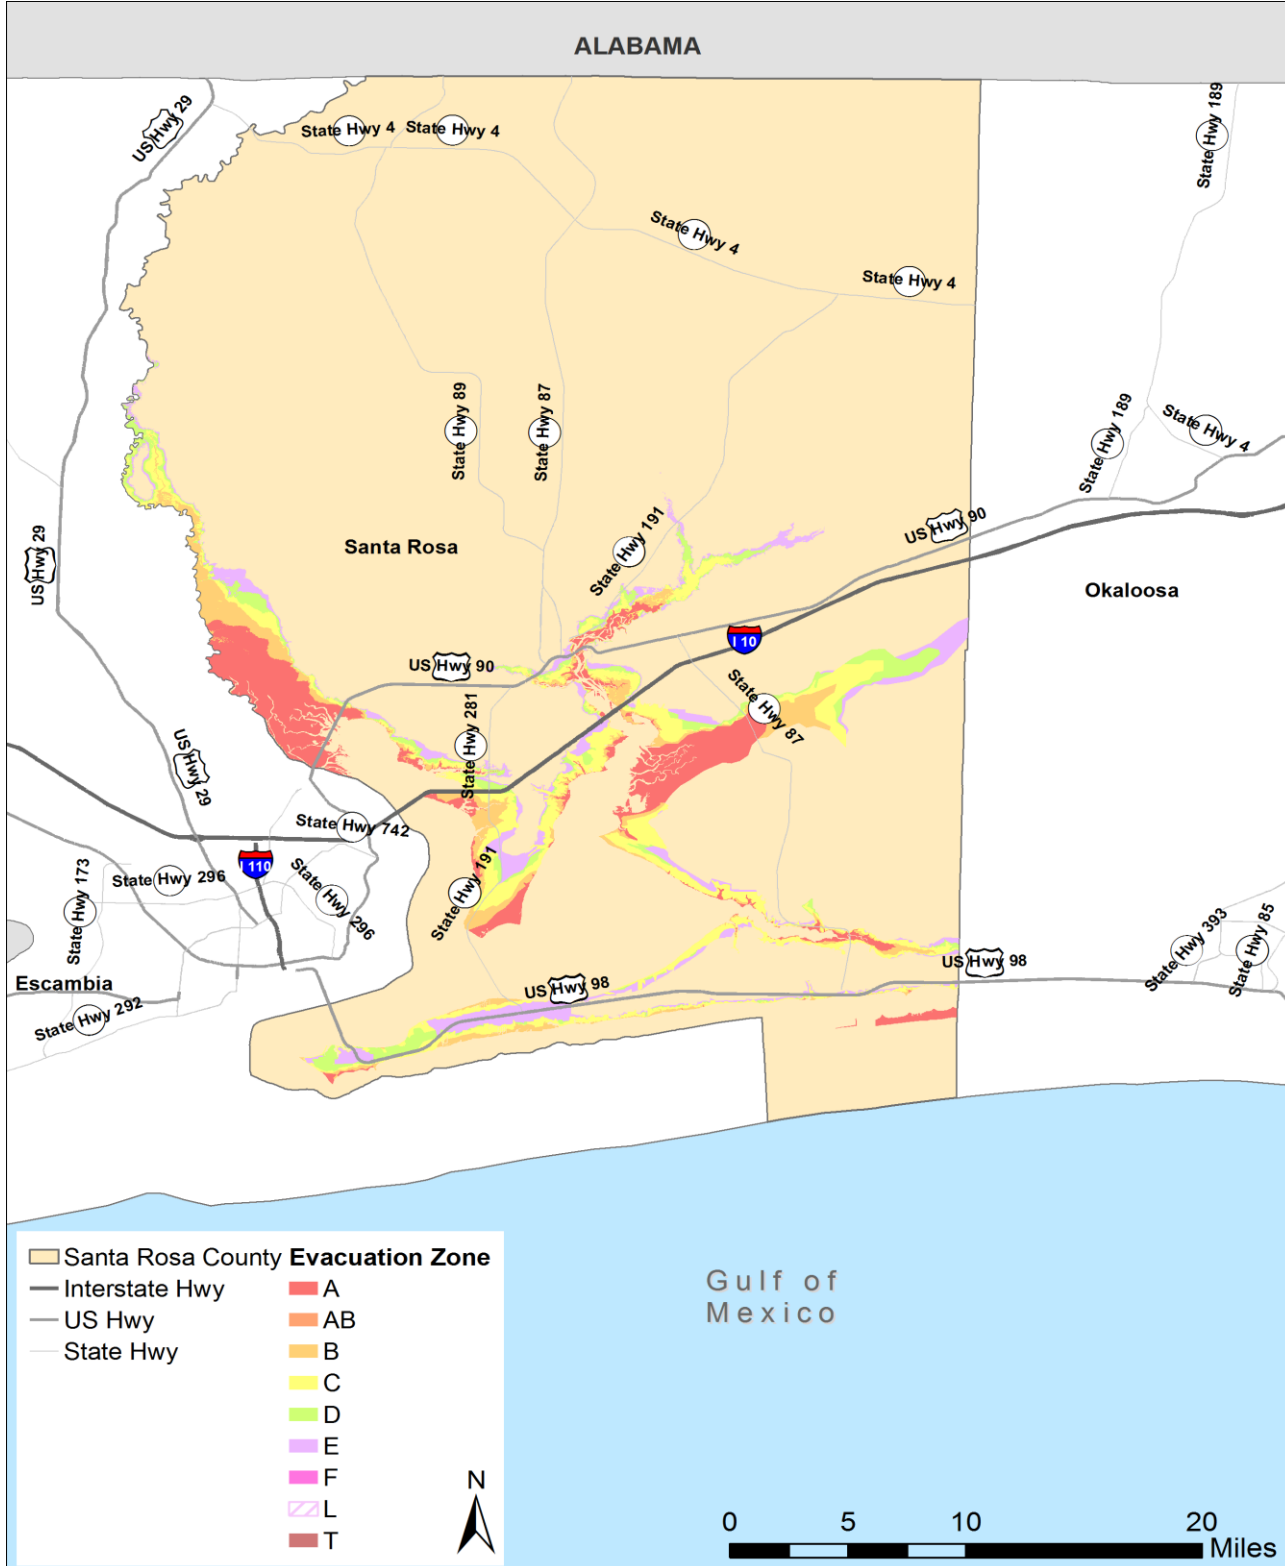 ALABAMA
US Hwy 29
State Hwy 4
State Hwy 4
State Hwy 189
State Hwy 4
State Hwy 4
State Hwy 89
State Hwy 87
State Hwy 189
State Hwy 4
US Hwy 29
Santa Rosa
State Hwy 191
US Hwy 90
Okaloosa
I 10
US Hwy 90
State Hwy 281
State Hwy 87
US Hwy 29
State Hwy 742
I 110
State Hwy 173
State Hwy 296
State Hwy 296
State Hwy 191
State Hwy 393
State Hwy 85
US Hwy 98
Escambia
US Hwy 98
State Hwy 292
Gulf of
Mexico
Santa Rosa County
Interstate Hwy
US Hwy
State Hwy
Evacuation Zone
A
AB
B
C
D
E
F
L
T
N
0 5 10 20
Miles